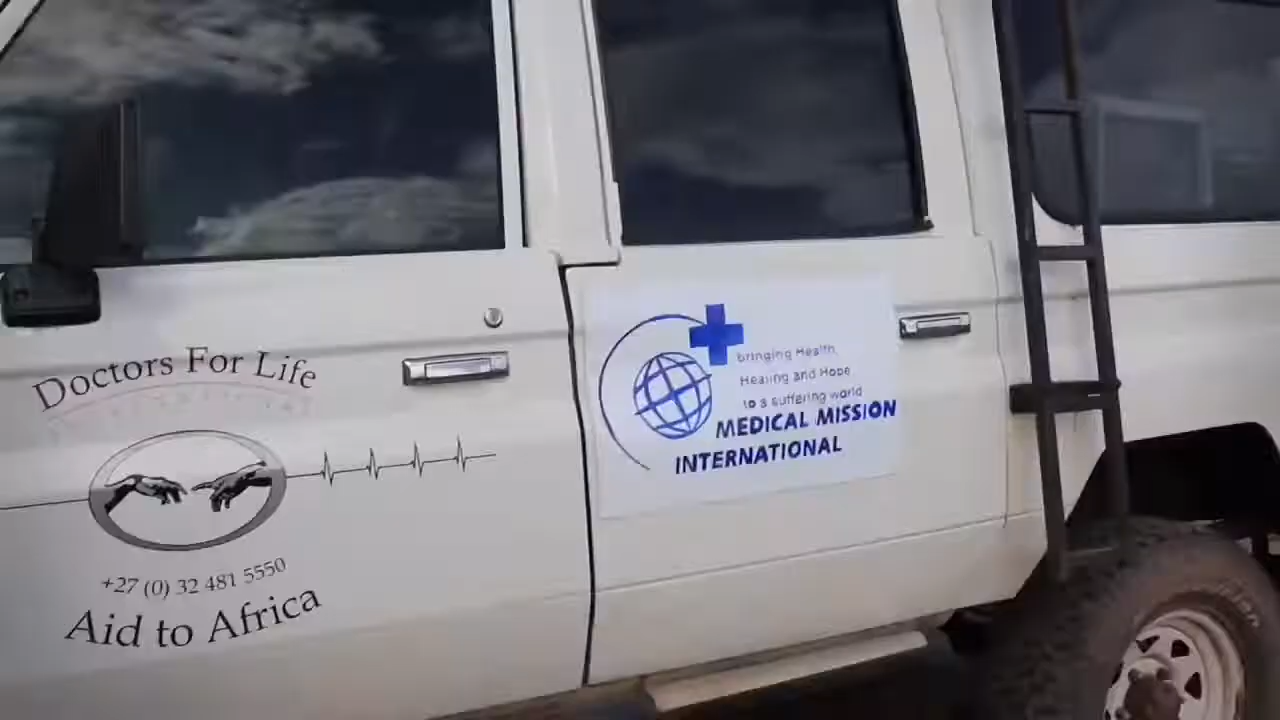 Doctors For Life
+27 (0) 32 481 5550
Aid to Africa
bringing Health,
Healing and Hope
to a suffering world
MEDICAL MISSION
INTERNATIONAL